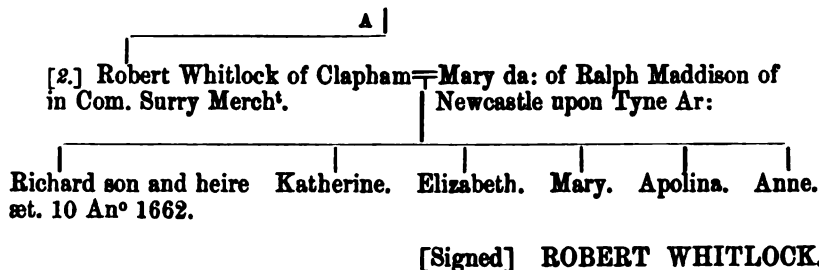 A
[2.] Robert Whitlock of Clapham Mary da: of Ralph Maddison of
in Com. Surry Mercht. Newcastle upon Tyne Ar:
Richard son and heire Katherine. Elizabeth. Mary. Apolina. Anne.
æt. 10 Ano 1662.
[Signed] ROBERT WHITLOCK.